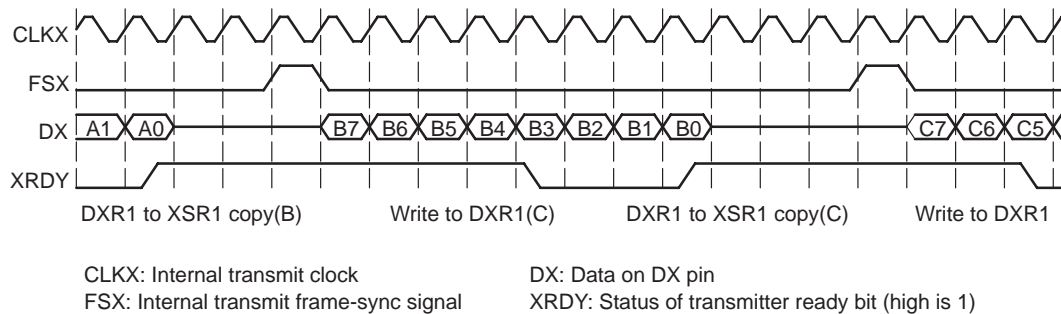 CLKX
FSX
DX A1 A0 B7 B6 B5 B4 B3 B2 B1 B0 C7 C6 C5
XRDY
DXR1 to XSR1 copy(B) Write to DXR1(C) DXR1 to XSR1 copy(C) Write to DXR1
CLKX: Internal transmit clock DX: Data on DX pin
FSX: Internal transmit frame-sync signal XRDY: Status of transmitter ready bit (high is 1)